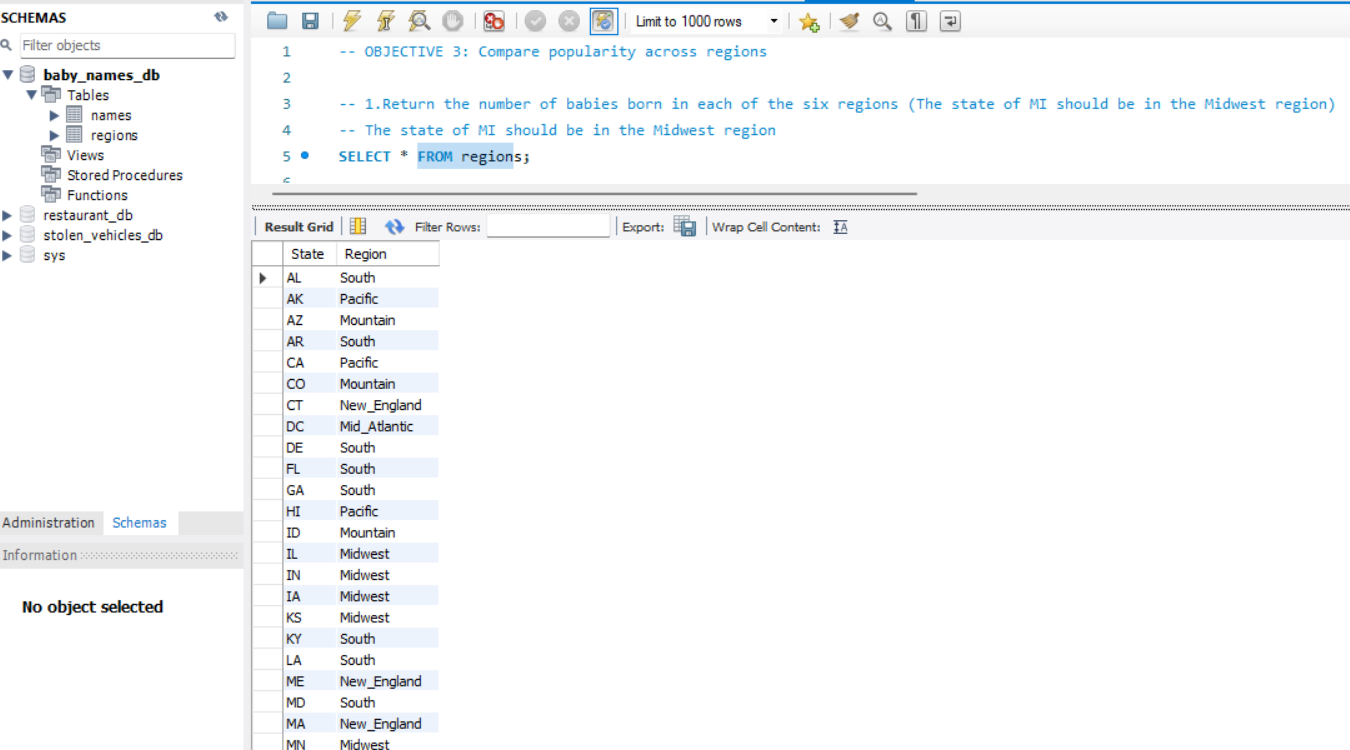 SCHEMAS
Filter objects
baby_names_db
Tables
names
regions
Views
Stored Procedures
Functions
restaurant_db
stolen_vehicles_db
sys
Administration Schemas
Information
No object selected
Limit to 1000 rows
1 -- OBJECTIVE 3: Compare popularity across regions
2
3 -- 1.Return the number of babies born in each of the six regions (The state of MI should be in the Midwest region)
4 -- The state of MI should be in the Midwest region
5 SELECT * FROM regions;
6
Result Grid Filter Rows: Export: Wrap Cell Content: IA
State Region
AL South
AK Pacific
AZ Mountain
AR South
CA Pacific
CO Mountain
CT New_England
DC Mid_Atlantic
DE South
FL South
GA South
HI Pacific
ID Mountain
IL Midwest
IN Midwest
IA Midwest
KS Midwest
KY South
LA South
ME New_England
MD South
MA New_England
MN Midwest